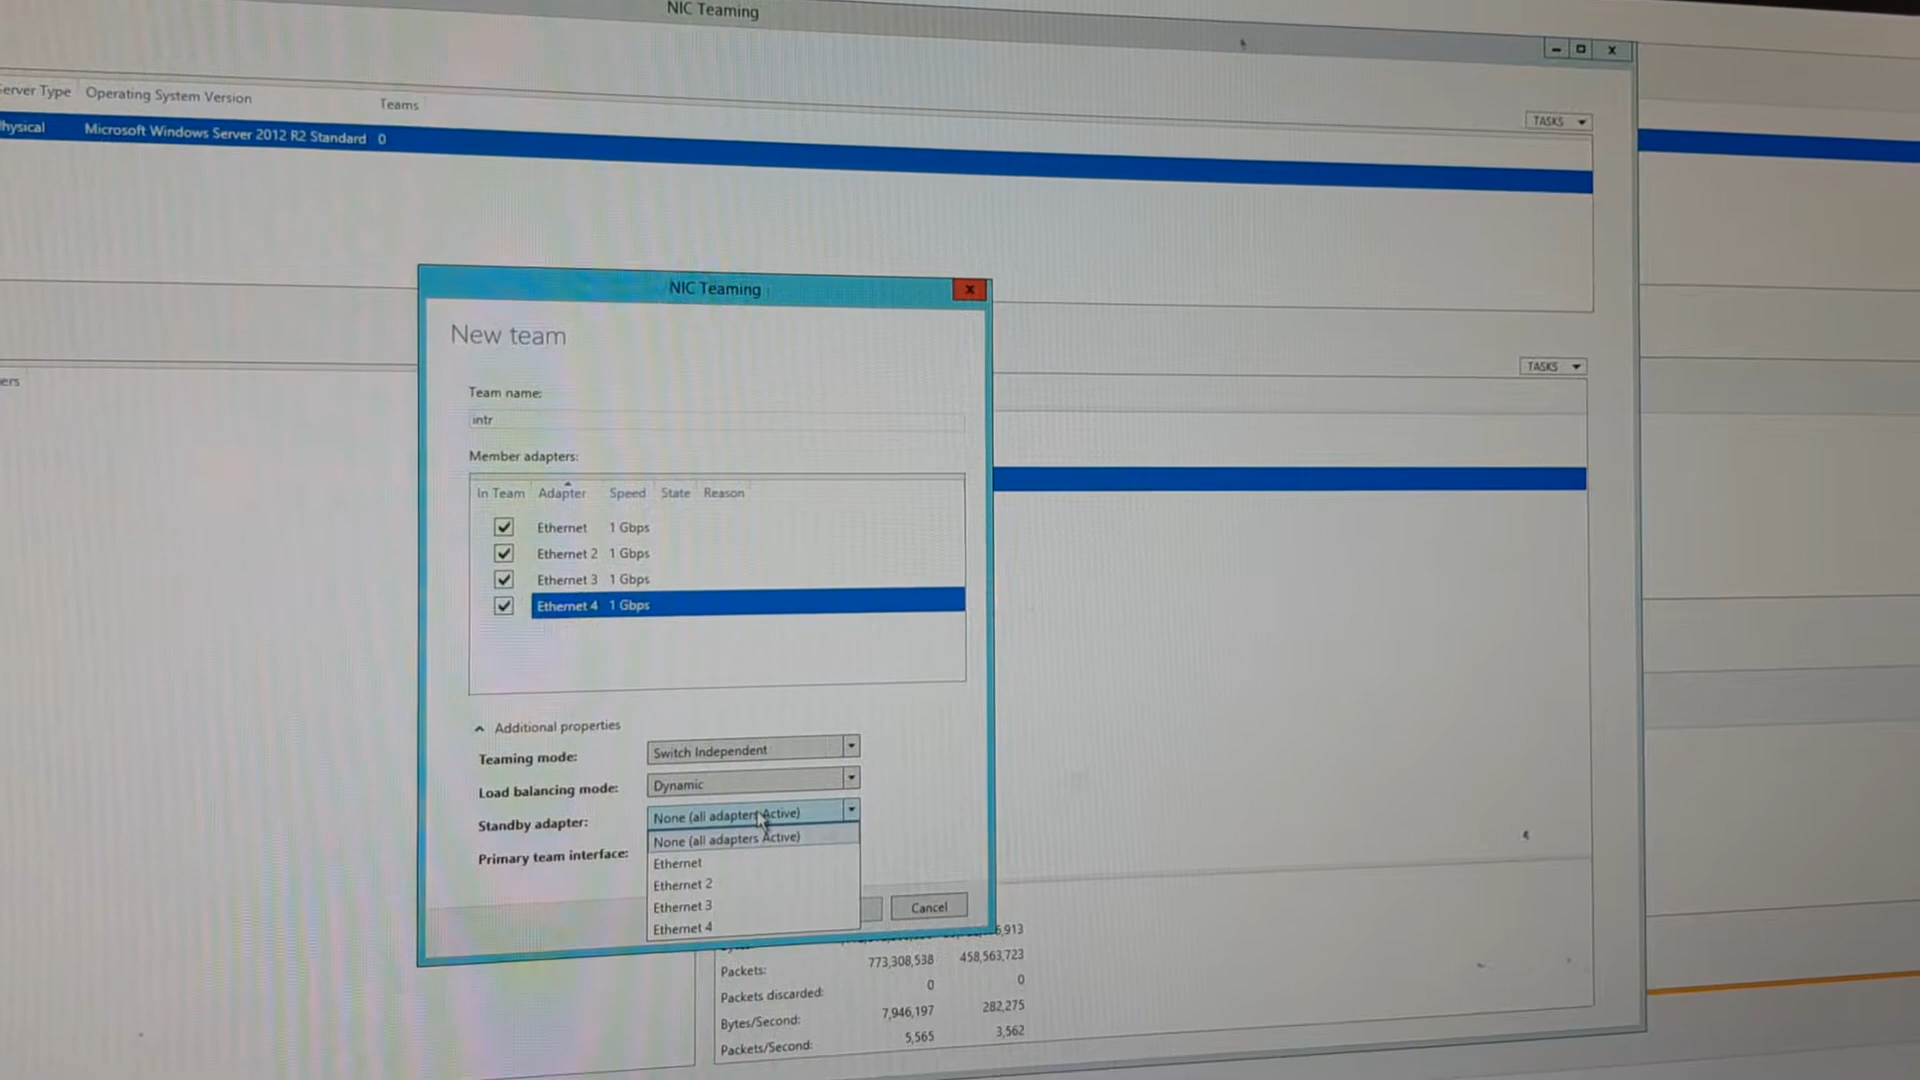 NIC Teaming
Server Type Operating System Version Teams
Physical Microsoft Windows Server 2012 R2 Standard 0
TASKS
NIC Teaming
x
New team
TASKS
ers
Team name:
intr
Member adapters:
In Team Adapter Speed State Reason
Ethernet 1 Gbps
Ethernet 2 1 Gbps
Ethernet 3 1 Gbps
Ethernet 4 1 Gbps
Additional properties
Teaming mode: Switch Independent
Load balancing mode: Dynamic
Standby adapter: None (all adapters Active)
None (all adapters Active)
Primary team interface:
Ethernet
Ethernet 2
Ethernet 3
Ethernet 4
Cancel
Packets: 773,308,538 458,563,723
Packets discarded: 0 0
Bytes/Second: 7,946,197 282,275
Packets/Second: 5,565 3,562